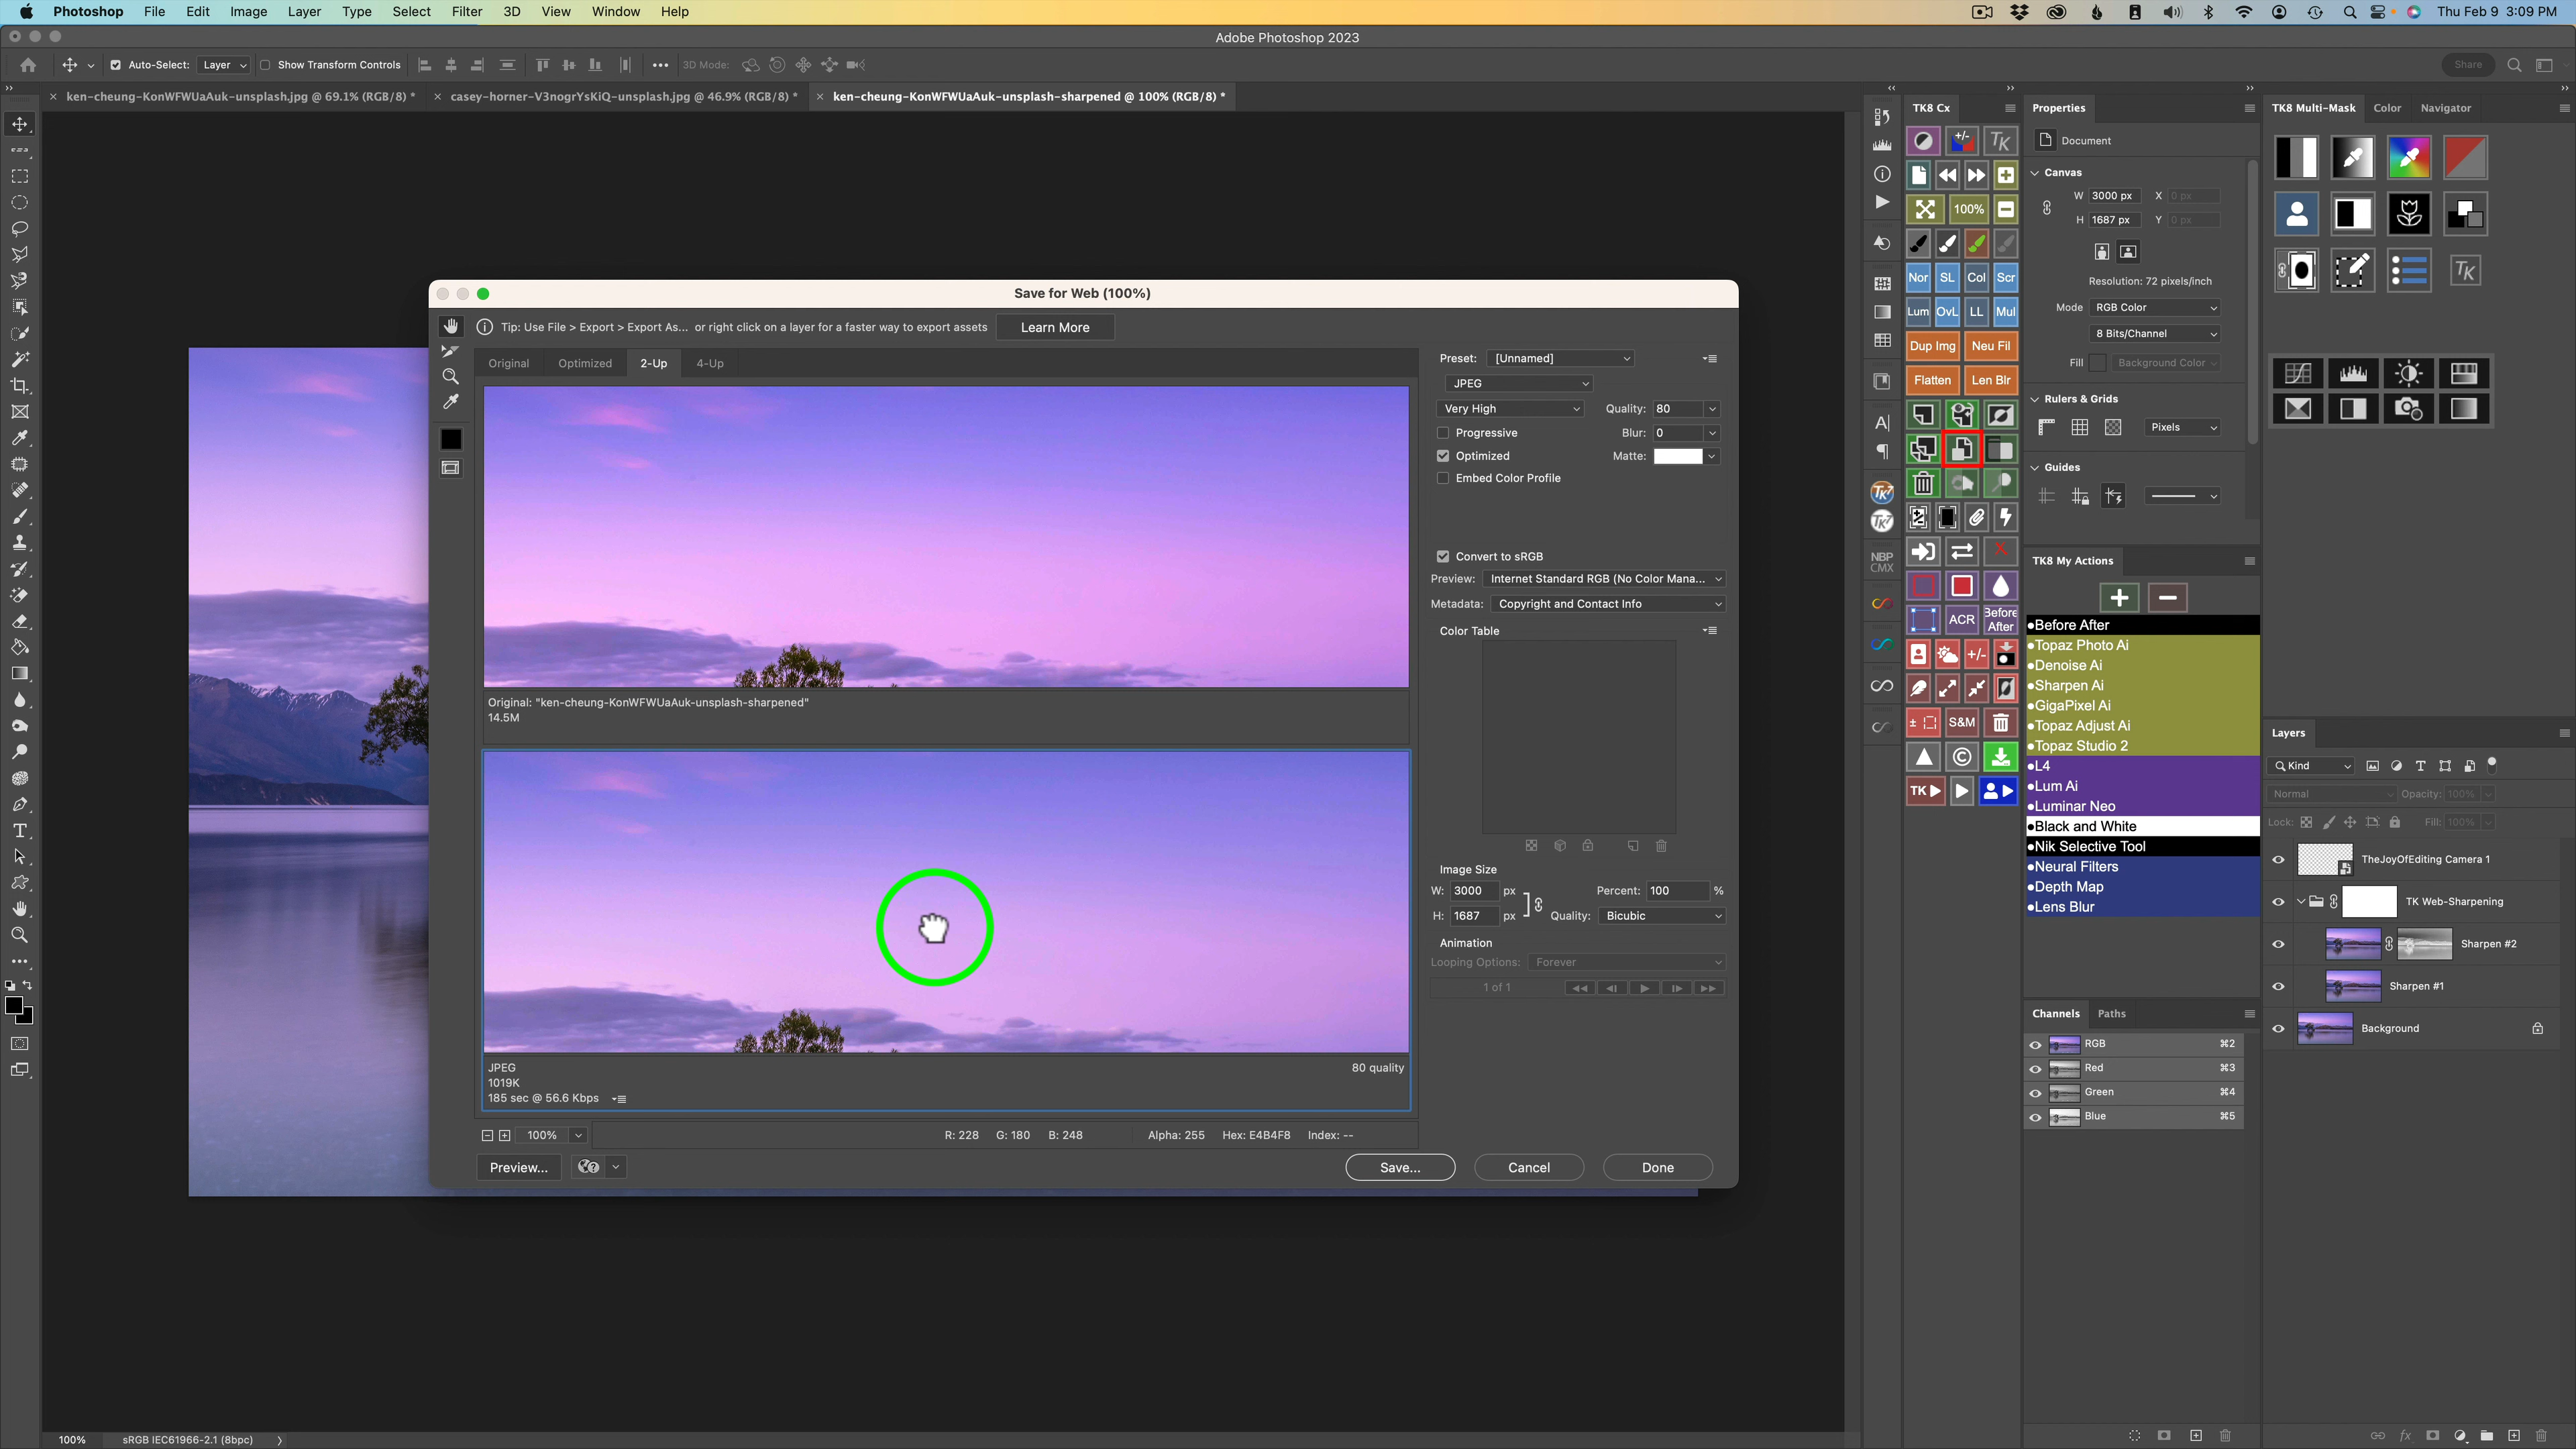 Photoshop File Edit Image Layer Type Select Filter 3D View Window Help
Thu Feb 9 3:09 PM
Adobe Photoshop 2023
Auto-Select: Layer Show Transform Controls
3D Mode:
Share
ken-cheung-KonWFWUaAuk-unsplash.jpg @ 69.1% (RGB/8) *
casey-horner-V3nogrYsKiQ-unsplash.jpg @ 46.9% (RGB/8) *
ken-cheung-KonWFWUaAuk-unsplash-sharpened @ 100% (RGB/8) *
Save for Web (100%)
Tip: Use File > Export > Export As... or right click on a layer for a faster way to export assets
Learn More
Original Optimized 2-Up 4-Up
Original: "ken-cheung-KonWFWUaAuk-unsplash-sharpened"
14.5M
JPEG
80 quality
1019K
185 sec @ 56.6 Kbps
100%
R: 228 G: 180 B: 248 Alpha: 255 Hex: E4B4F8 Index: --
Preview...
Save... Cancel Done
Preset: [Unnamed]
JPEG
Very High Quality: 80
Progressive Blur: 0
Optimized Matte:
Embed Color Profile
Convert to sRGB
Preview: Internet Standard RGB (No Color Mana...
Metadata: Copyright and Contact Info
Color Table
Image Size
W: 3000 px Percent: 100 %
H: 1687 px Quality: Bicubic
Animation
Looping Options: Forever
1 of 1
A|
NBP
CMX
TK8 Cx
+/- TK
100%
Nor SL Col Scr
Lum OvL LL Mul
Dup Img Neu Fil
Flatten Len Blr
ACR Before
After
+/-
S&M
TK
Properties
Document
Canvas
W 3000 px X 0 px
H 1687 px Y 0 px
Resolution: 72 pixels/inch
Mode RGB Color
8 Bits/Channel
Fill Background Color
Rulers & Grids
Pixels
Guides
TK8 My Actions
Before After
Topaz Photo Ai
Denoise Ai
Sharpen Ai
GigaPixel Ai
Topaz Adjust Ai
Topaz Studio 2
L4
Lum Ai
Luminar Neo
Black and White
Nik Selective Tool
Neural Filters
Depth Map
Lens Blur
Channels Paths
RGB ⌘2
Red ⌘3
Green ⌘4
Blue ⌘5
TK8 Multi-Mask Color Navigator
TK
Layers
Kind
Normal Opacity: 100%
Lock: Fill: 100%
TheJoyOfEditing Camera 1
TK Web-Sharpening
Sharpen #2
Sharpen #1
Background
fx
100% sRGB IEC61966-2.1 (8bpc)